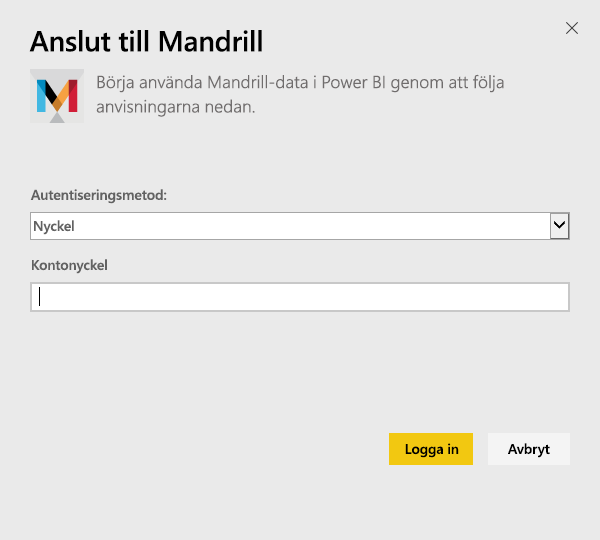 Anslut till Mandrill
Börja använda Mandrill-data i Power BI genom att följa
anvisningarna nedan.
Autentiseringsmetod:
Nyckel
Kontonyckel
Logga in
Avbryt